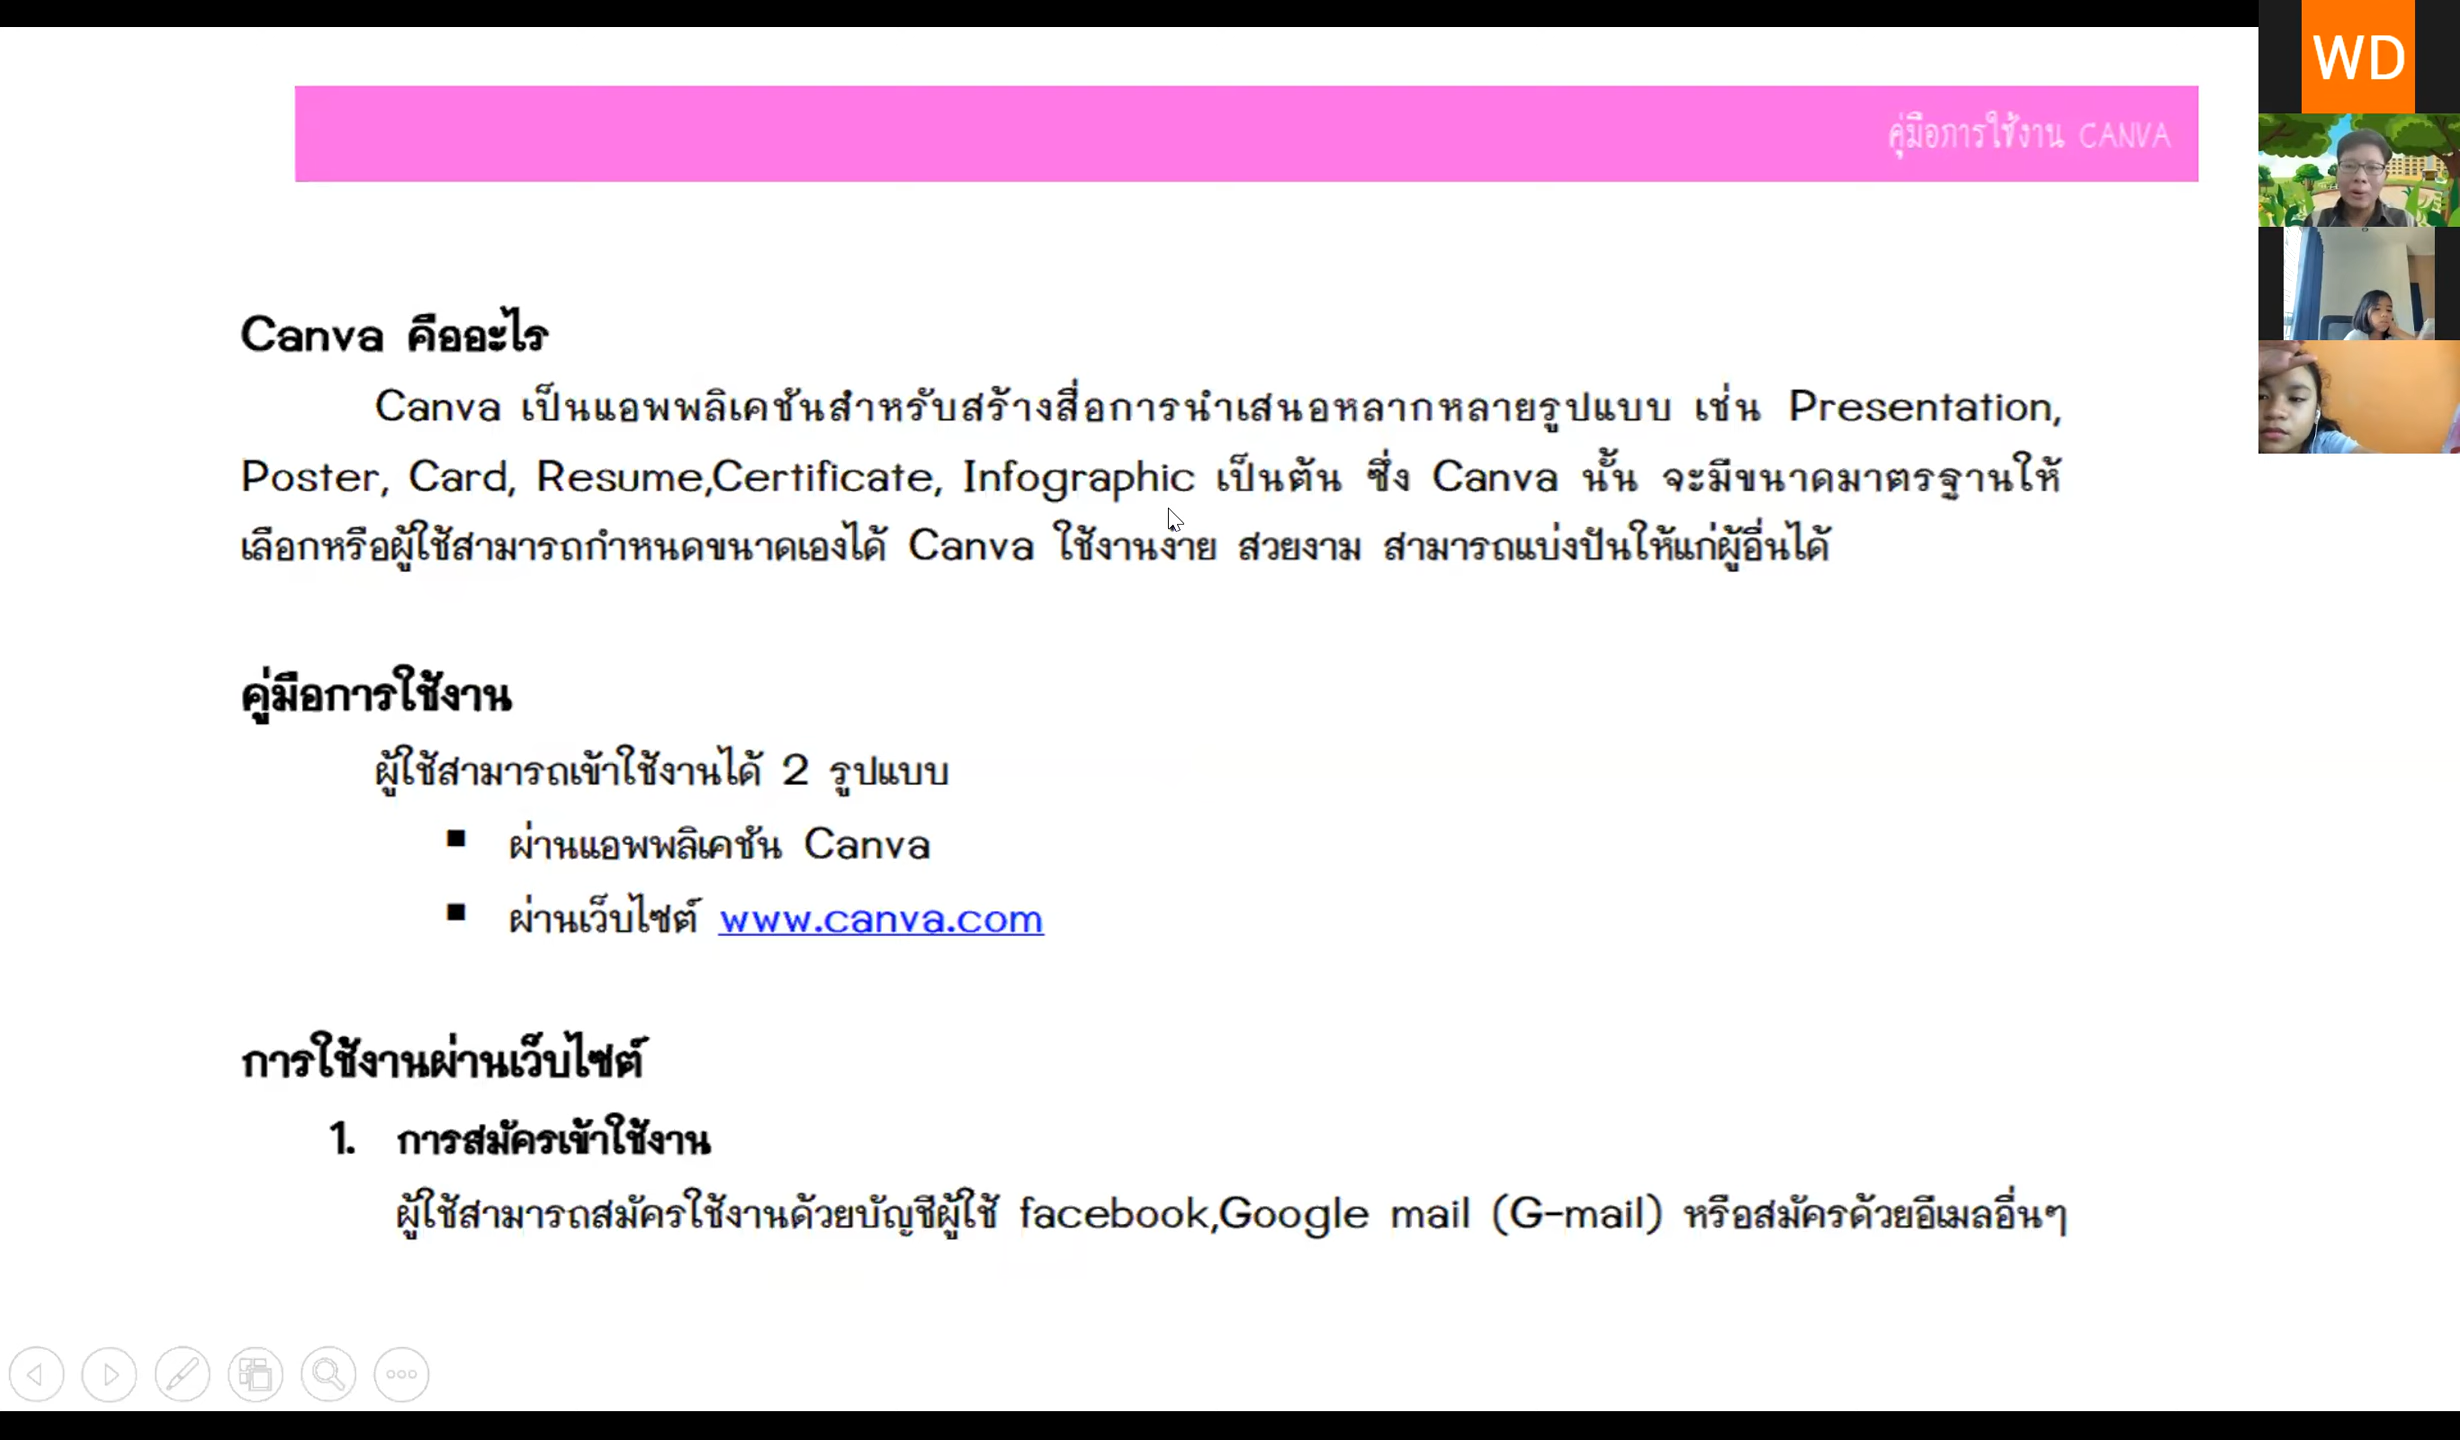 WD
คู่มือการใช้งาน CANVA
Canva คืออะไร
Canva เป็นแอพพลิเคชันสำหรับสร้างสื่อการนำเสนอหลากหลายรูปแบบ เช่น Presentation,
Poster, Card, Resume,Certificate, Infographic เป็นต้น ซึ่ง Canva นั้น จะมีขนาดมาตรฐานให้
เลือกหรือผู้ใช้สามารถกำหนดขนาดเองได้ Canva ใช้งานง่าย สวยงาม สามารถแบ่งปันให้แก่ผู้อื่นได้
คู่มือการใช้งาน
ผู้ใช้สามารถเข้าใช้งานได้ 2 รูปแบบ
▪ ผ่านแอพพลิเคชัน Canva
▪ ผ่านเว็บไซต์ www.canva.com
การใช้งานผ่านเว็บไซต์
1. การสมัครเข้าใช้งาน
ผู้ใช้สามารถสมัครใช้งานด้วยบัญชีผู้ใช้ facebook,Google mail (G-mail) หรือสมัครด้วยอีเมลอื่นๆ